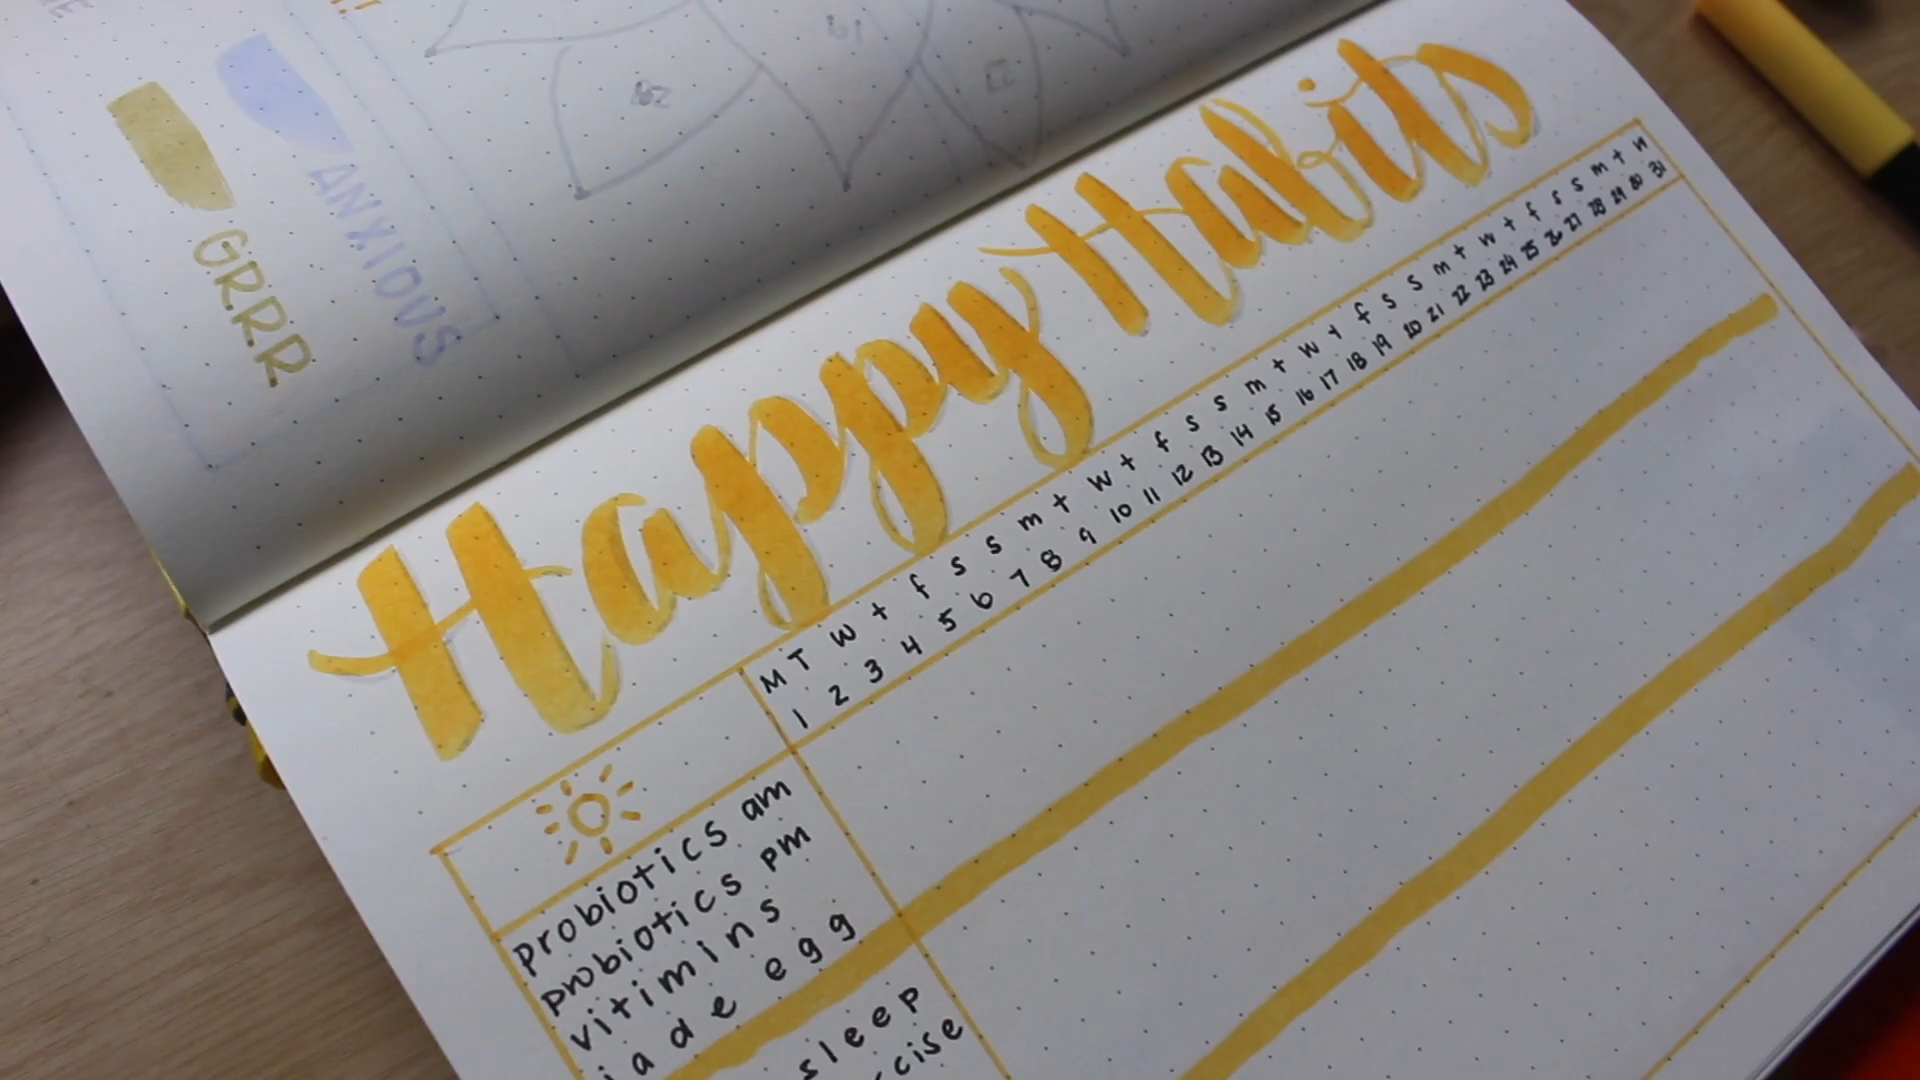 ANXIOUS
GRRR
Happy Habits
M T w t f s s m t w t f s s m t w t f s s m t w t f s s m t w
1 2 3 4 5 6 7 8 9 10 11 12 13 14 15 16 17 18 19 20 21 22 23 24 25 26 27 28 29 30 31
probiotics am
probiotics pm
vitimins
jade egg
sleep